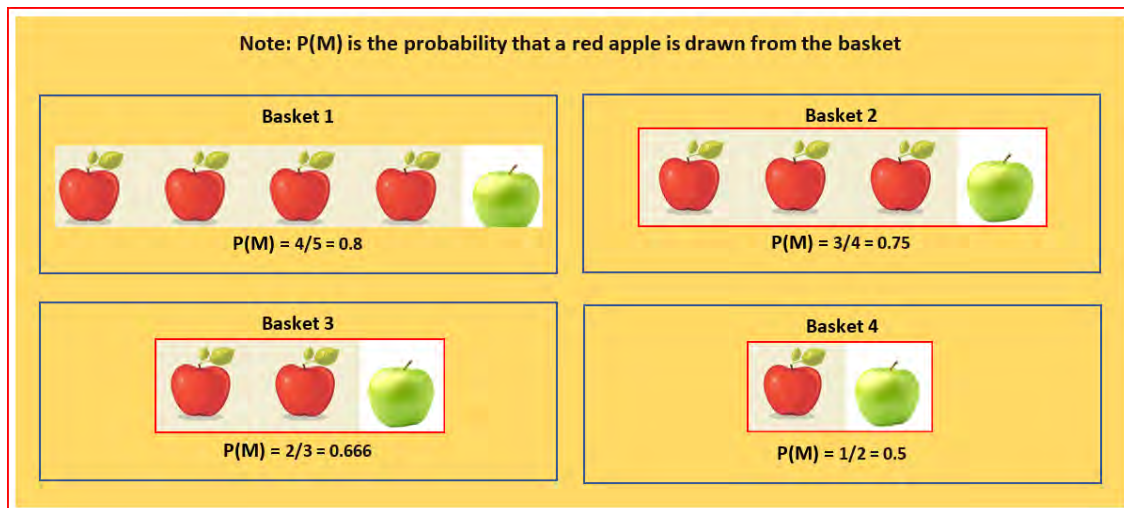 Note: P(M) is the probability that a red apple is drawn from the basket
Basket 1
P(M) = 4/5 = 0.8
Basket 2
P(M) = 3/4 = 0.75
Basket 3
P(M) = 2/3 = 0.666
Basket 4
P(M) = 1/2 = 0.5